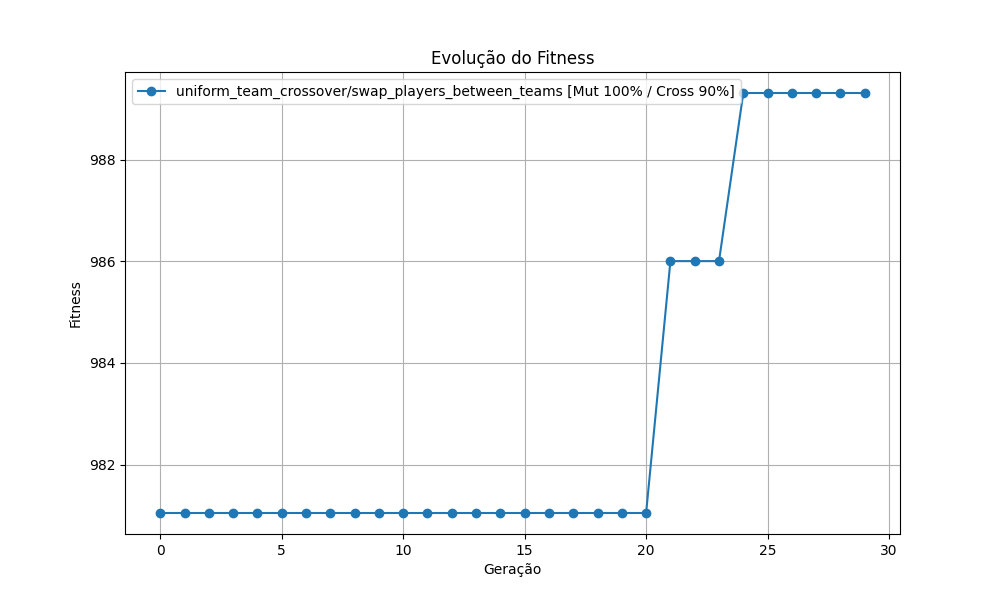 Evolução do Fitness
uniform_team_crossover/swap_players_between_teams [Mut 100% / Cross 90%]
988
986
984
982
Fitness
0 5 10 15 20 25 30
Geração